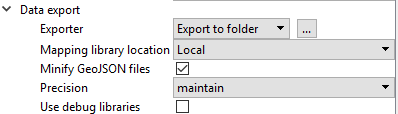 Data export
Exporter Export to folder ...
Mapping library location Local
Minify GeoJSON files
Precision maintain
Use debug libraries